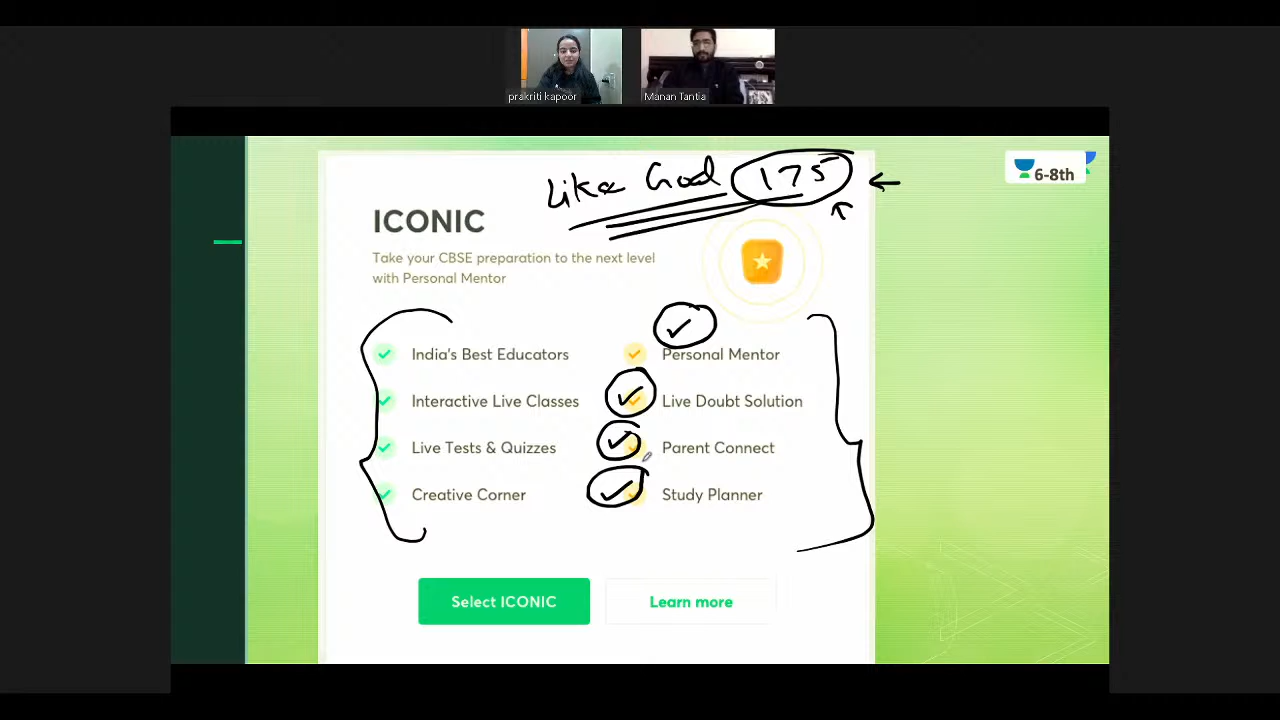 prakriti kapoor
Manan Tantia
Like Goal 175
6-8th
ICONIC
Take your CBSE preparation to the next level
with Personal Mentor
India's Best Educators
Personal Mentor
Interactive Live Classes
Live Doubt Solution
Live Tests & Quizzes
Parent Connect
Creative Corner
Study Planner
Select ICONIC
Learn more